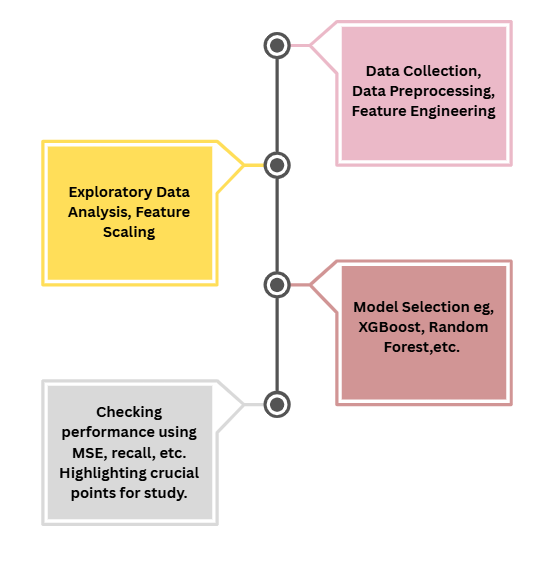 Data Collection,
Data Preprocessing,
Feature Engineering
Exploratory Data
Analysis, Feature
Scaling
Model Selection eg,
XGBoost, Random
Forest,etc.
Checking
performance using
MSE, recall, etc.
Highlighting crucial
points for study.